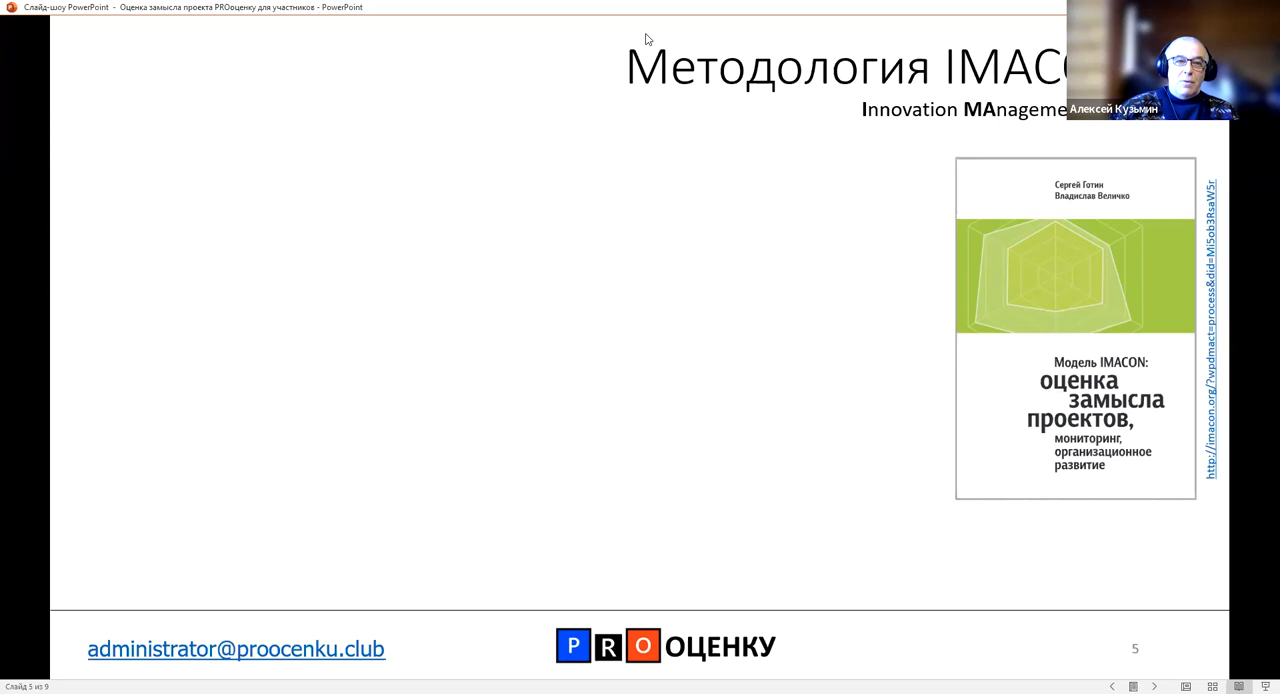 Слайд-шоу PowerPoint - Оценка замысла проекта PROоценку для участников - PowerPoint
Методология IMAC
Innovation MAnageme
Алексей Кузьмин
Сергей Готин
Владислав Величко
Модель IMACON:
оценка
замысла
проектов,
мониторинг,
организационное
развитие
http://imacon.org/?wpdmact=process&did=Mi5ob3RsaW5r
administrator@proocenku.club
PRO ОЦЕНКУ
5
Слайд 5 из 9